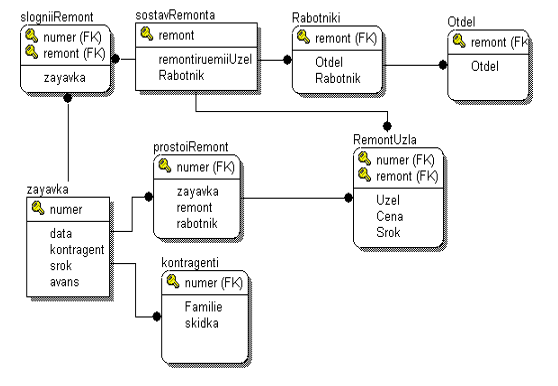 slogniiRemont
numer (FK)
remont (FK)
zayavka
sostavRemonta
remont
remontiruemiiUzel
Rabotnik
Rabotniki
remont (FK)
Otdel
Rabotnik
Otdel
remont (FK
Otdel
prostoiRemont
numer (FK)
zayavka
remont
rabotnik
RemontUzla
numer (FK)
remont (FK)
Uzel
Cena
Srok
zayavka
numer
data
kontragent
srok
avans
kontragenti
numer (FK)
Familie
skidka